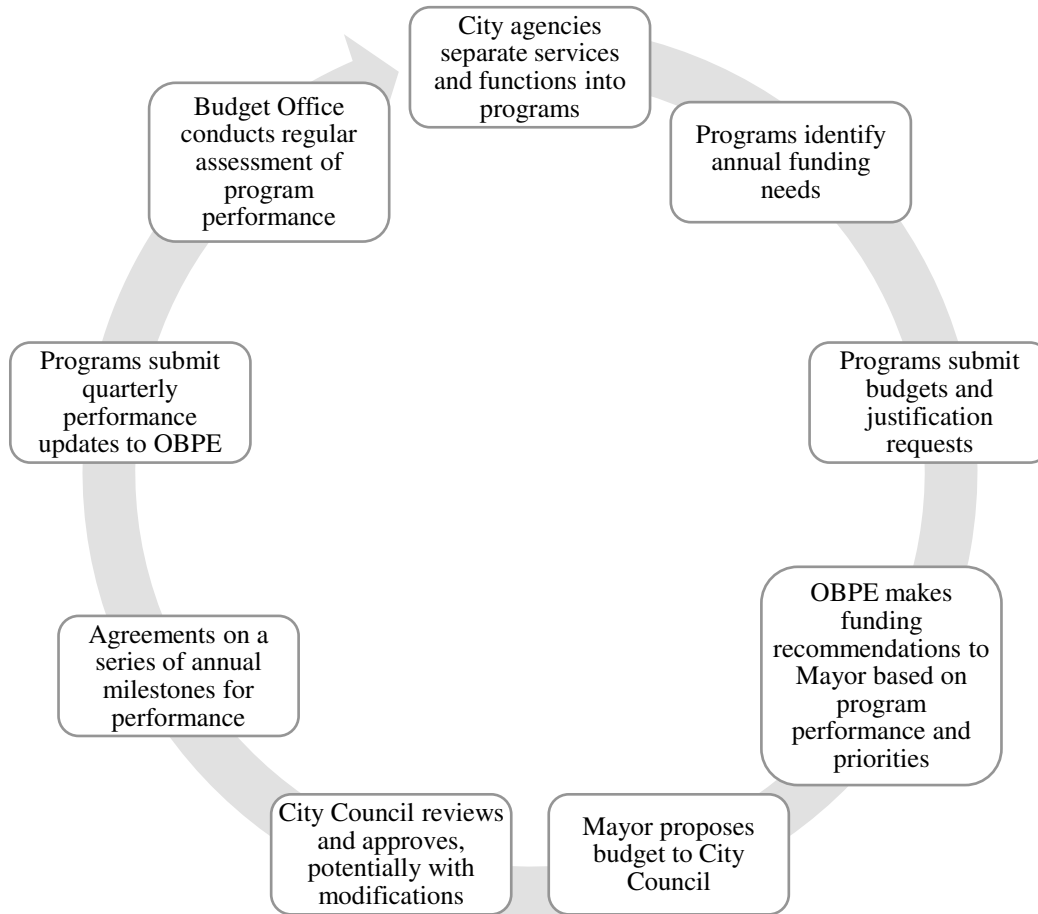 City agencies
separate services
and functions into
programs
Programs identify
annual funding
needs
Programs submit
budgets and
justification
requests
OBPE makes
funding
recommendations to
Mayor based on
program
performance and
priorities
Mayor proposes
budget to City
Council
City Council reviews
and approves,
potentially with
modifications
Agreements on a
series of annual
milestones for
performance
Programs submit
quarterly
performance
updates to OBPE
Budget Office
conducts regular
assessment of
program
performance